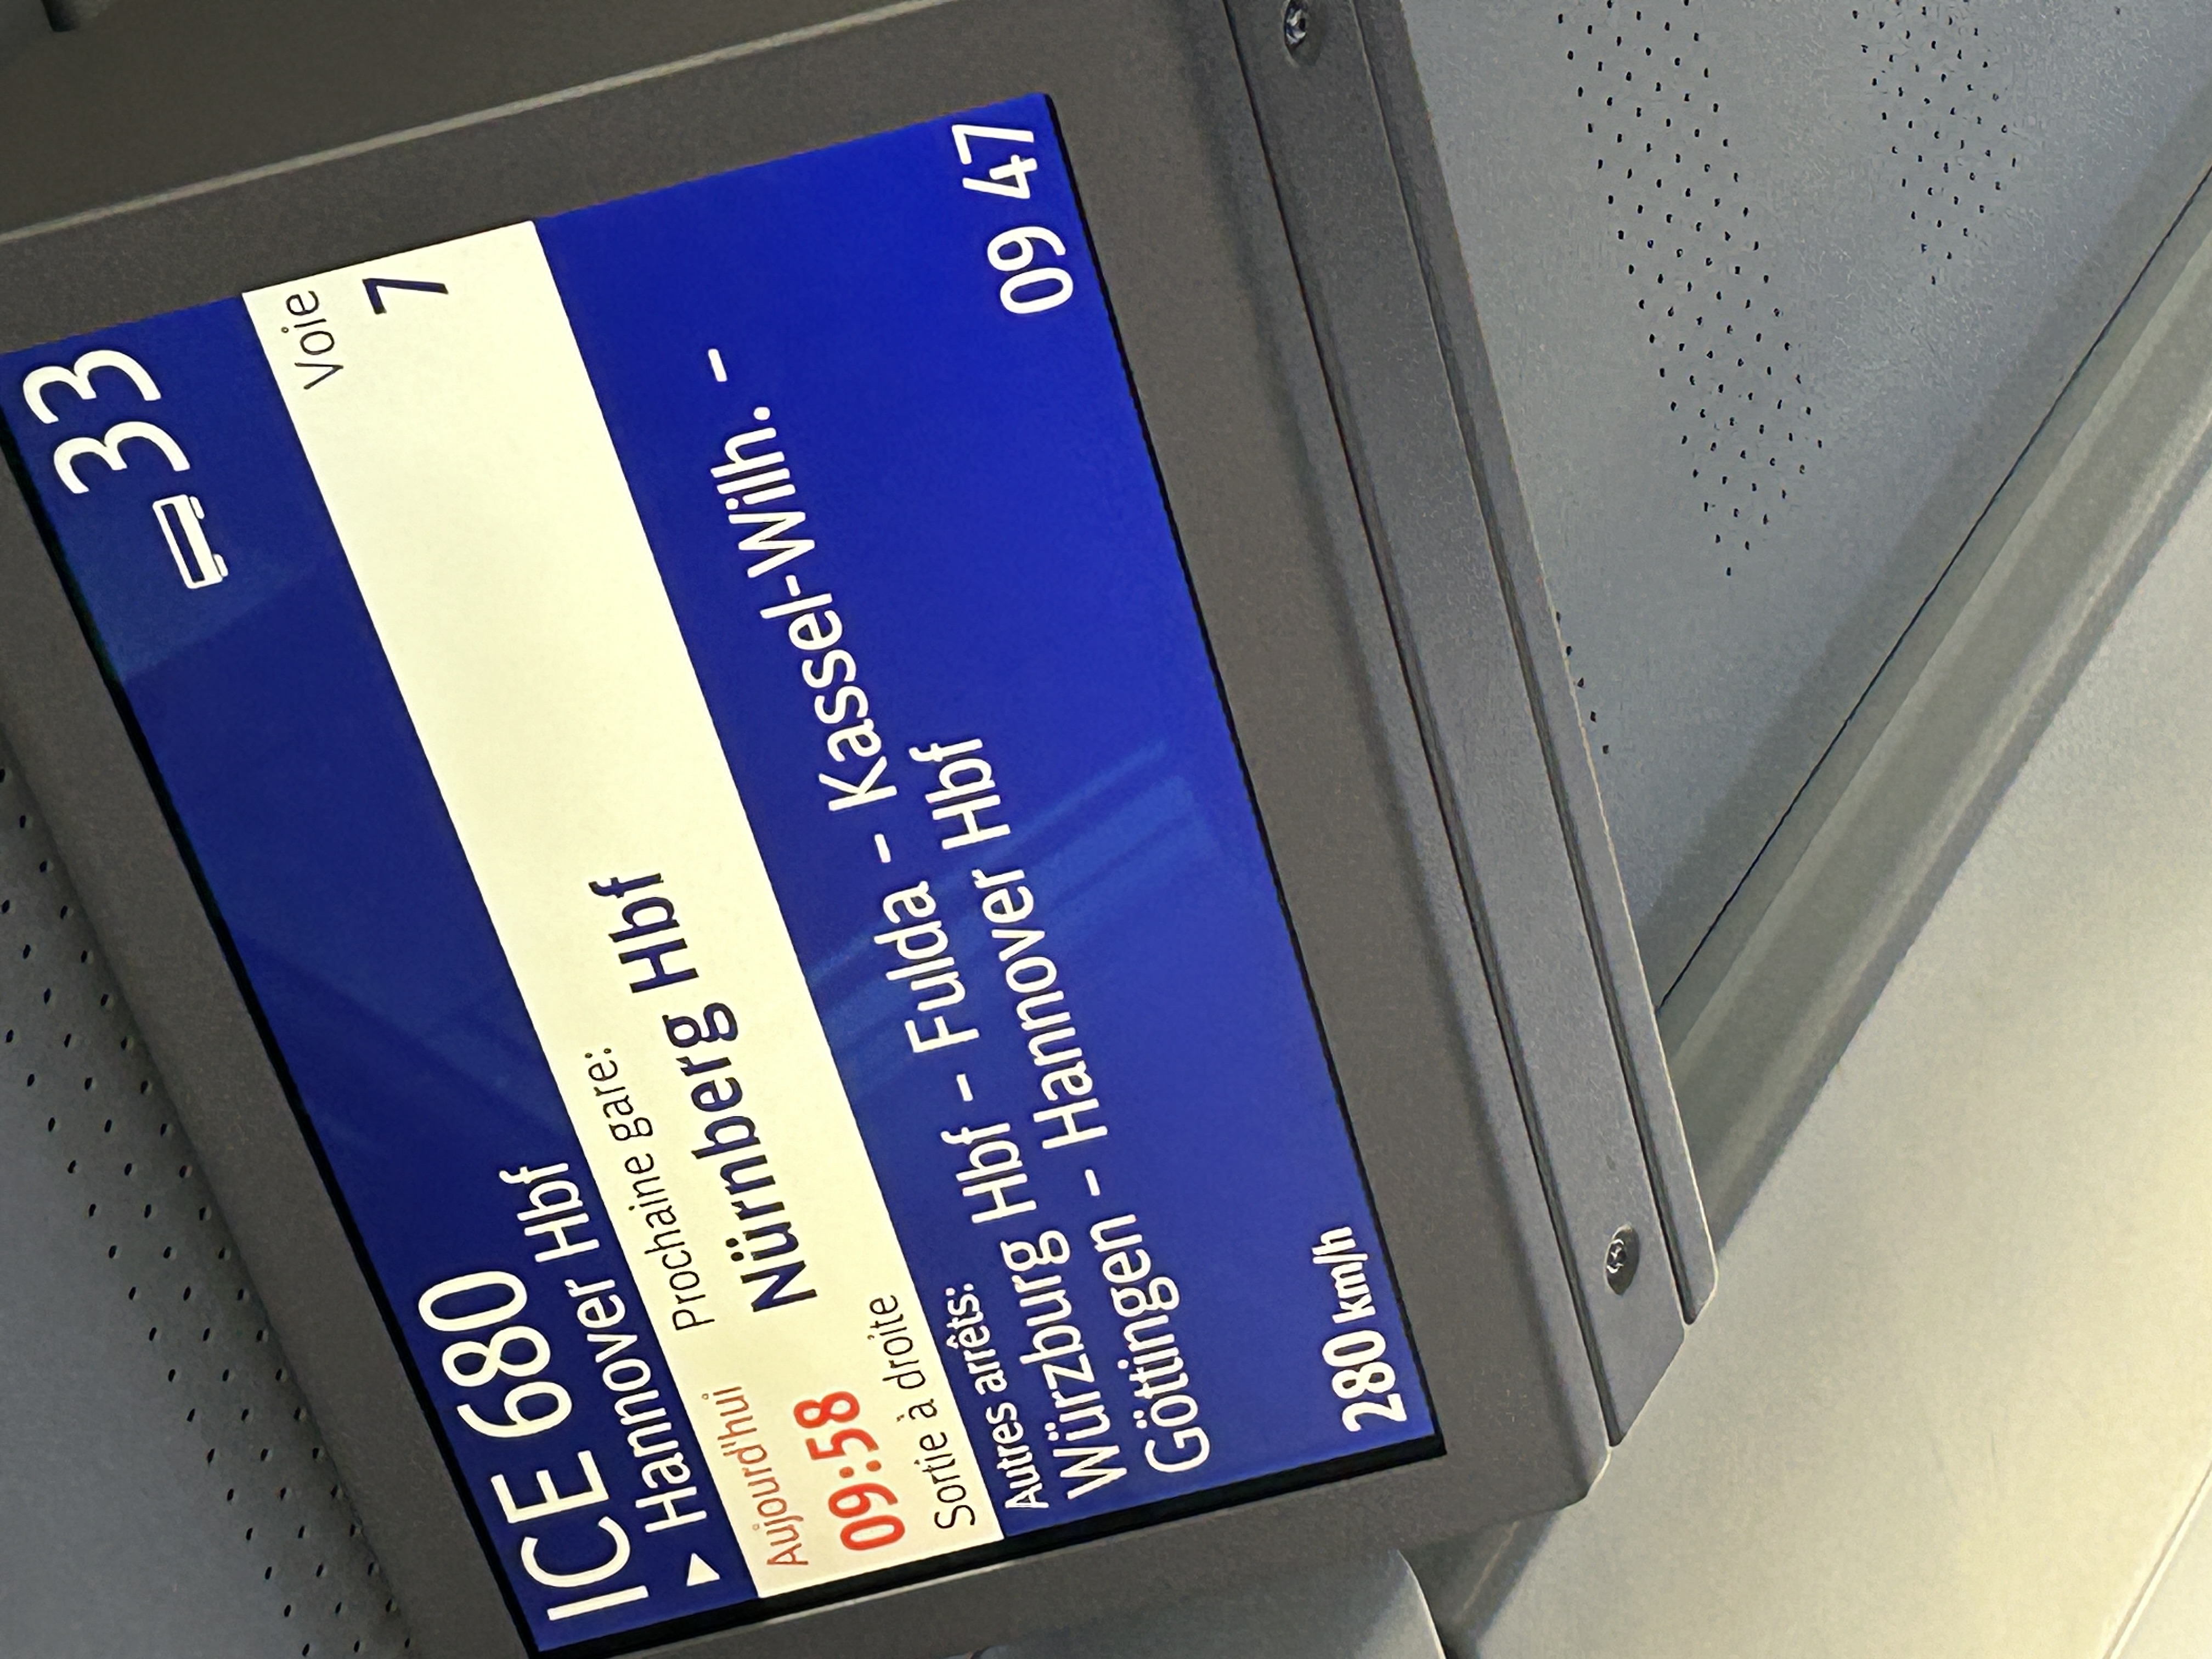 ICE 680
33
Hannover Hbf
Prochaine gare:
Voie
Aujourd'hui
09:58
Nürnberg Hbf
7
Sortie à droite
Autres arrêts:
Würzburg Hbf - Fulda - Kassel-Wilh. -
Göttingen - Hannover Hbf
280 km/h
09 47